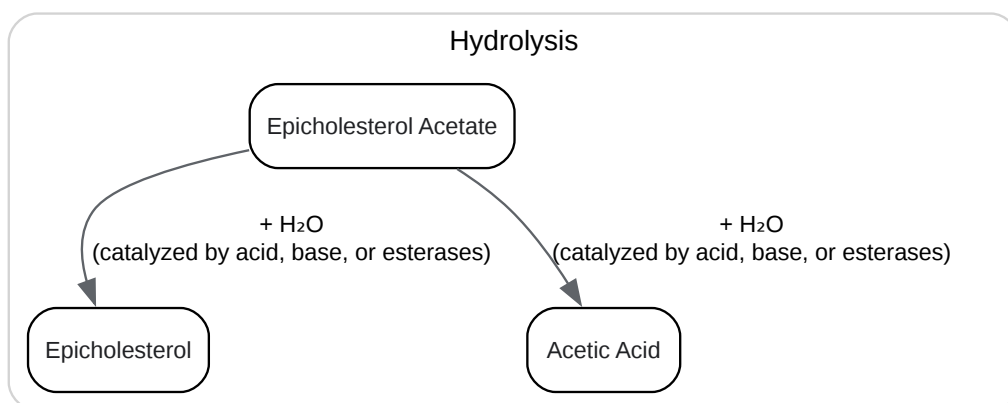 Hydrolysis
Epicholesterol Acetate
+ H₂O
(catalyzed by acid, base, or esterases)
+ H₂O
(catalyzed by acid, base, or esterases)
Epicholesterol
Acetic Acid